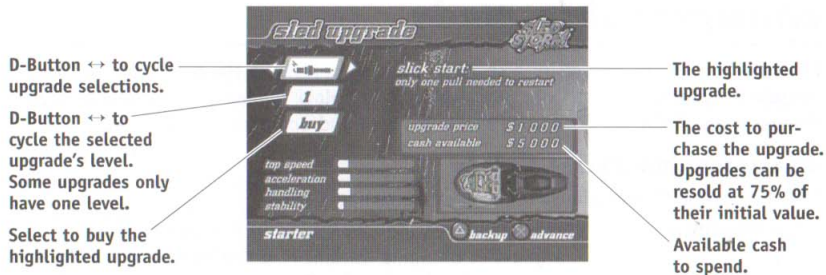 sled upgrade
STORM
D-Button ↔ to cycle
upgrade selections.
D-Button ↔ to
cycle the selected
upgrade's level.
Some upgrades only
have one level.
Select to buy the
highlighted upgrade.
1
buy
slick start:
only one pull needed to restart
upgrade price $1000
cash available $5000
top speed
acceleration
handling
stability
starter
backup advance
The highlighted
upgrade.
The cost to pur-
chase the upgrade.
Upgrades can be
resold at 75% of
their initial value.
Available cash
to spend.